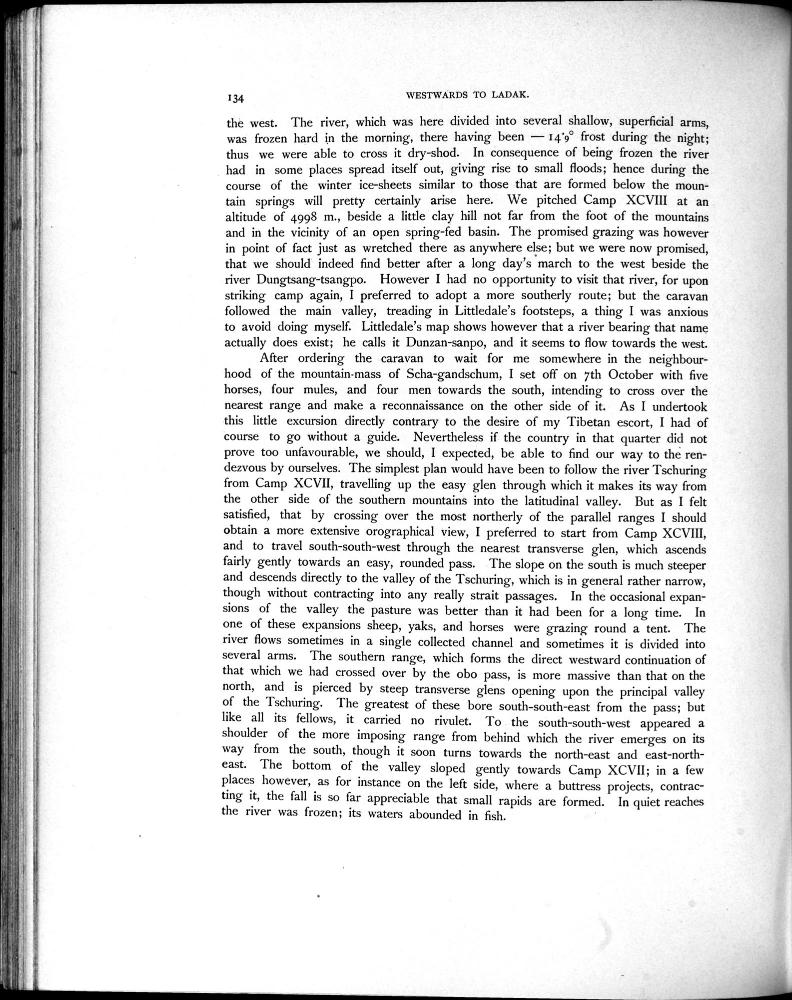 134
WESTWARDS TO LADAK.
the west. The river, which was here divided into several shallow, superficial arms,
was frozen hard in the morning, there having been — 14·9° frost during the night;
thus we were able to cross it dry-shod. In consequence of being frozen the river
had in some places spread itself out, giving rise to small floods; hence during the
course of the winter ice-sheets similar to those that are formed below the moun-
tain springs will pretty certainly arise here. We pitched Camp XCVIII at an
altitude of 4998 m., beside a little clay hill not far from the foot of the mountains
and in the vicinity of an open spring-fed basin. The promised grazing was however
in point of fact just as wretched there as anywhere else; but we were now promised,
that we should indeed find better after a long day's march to the west beside the
river Dungtsang-tsangpo. However I had no opportunity to visit that river, for upon
striking camp again, I preferred to adopt a more southerly route; but the caravan
followed the main valley, treading in Littledale's footsteps, a thing I was anxious
to avoid doing myself. Littledale's map shows however that a river bearing that name
actually does exist; he calls it Dunzan-sanpo, and it seems to flow towards the west.
After ordering the caravan to wait for me somewhere in the neighbour-
hood of the mountain-mass of Scha-gandschum, I set off on 7th October with five
horses, four mules, and four men towards the south, intending to cross over the
nearest range and make a reconnaissance on the other side of it. As I undertook
this little excursion directly contrary to the desire of my Tibetan escort, I had of
course to go without a guide. Nevertheless if the country in that quarter did not
prove too unfavourable, we should, I expected, be able to find our way to the ren-
dezvous by ourselves. The simplest plan would have been to follow the river Tschuring
from Camp XCVII, travelling up the easy glen through which it makes its way from
the other side of the southern mountains into the latitudinal valley. But as I felt
satisfied, that by crossing over the most northerly of the parallel ranges I should
obtain a more extensive orographical view, I preferred to start from Camp XCVIII,
and to travel south-south-west through the nearest transverse glen, which ascends
fairly gently towards an easy, rounded pass. The slope on the south is much steeper
and descends directly to the valley of the Tschuring, which is in general rather narrow,
though without contracting into any really strait passages. In the occasional expan-
sions of the valley the pasture was better than it had been for a long time. In
one of these expansions sheep, yaks, and horses were grazing round a tent. The
river flows sometimes in a single collected channel and sometimes it is divided into
several arms. The southern range, which forms the direct westward continuation of
that which we had crossed over by the obo pass, is more massive than that on the
north, and is pierced by steep transverse glens opening upon the principal valley
of the Tschuring. The greatest of these bore south-south-east from the pass; but
like all its fellows, it carried no rivulet. To the south-south-west appeared a
shoulder of the more imposing range from behind which the river emerges on its
way from the south, though it soon turns towards the north-east and east-north-
east. The bottom of the valley sloped gently towards Camp XCVII; in a few
places however, as for instance on the left side, where a buttress projects, contrac-
ting it, the fall is so far appreciable that small rapids are formed. In quiet reaches
the river was frozen; its waters abounded in fish.